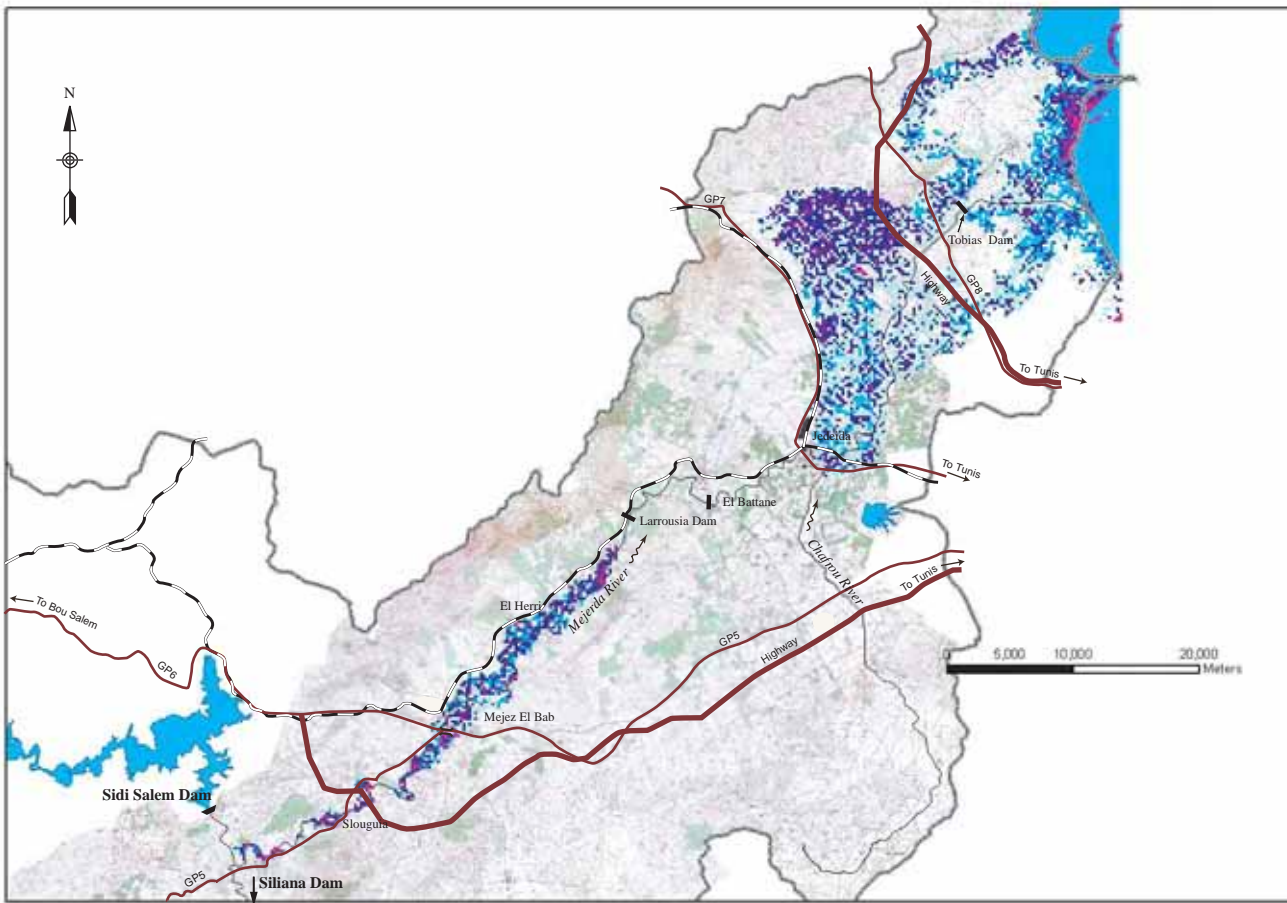 N
GP7
Tobias Dam
Highway
GP8
To Tunis
Jedeida
To Tunis
El Battane
Larrousia Dam
Chafrou River
Mejerda River
El Herri
To Tunis
To Bou Salem
GP5
Highway
GP6
0 5,000 10,000 20,000
Meters
Mejez El Bab
Sidi Salem Dam
Slouguia
GP5
Siliana Dam